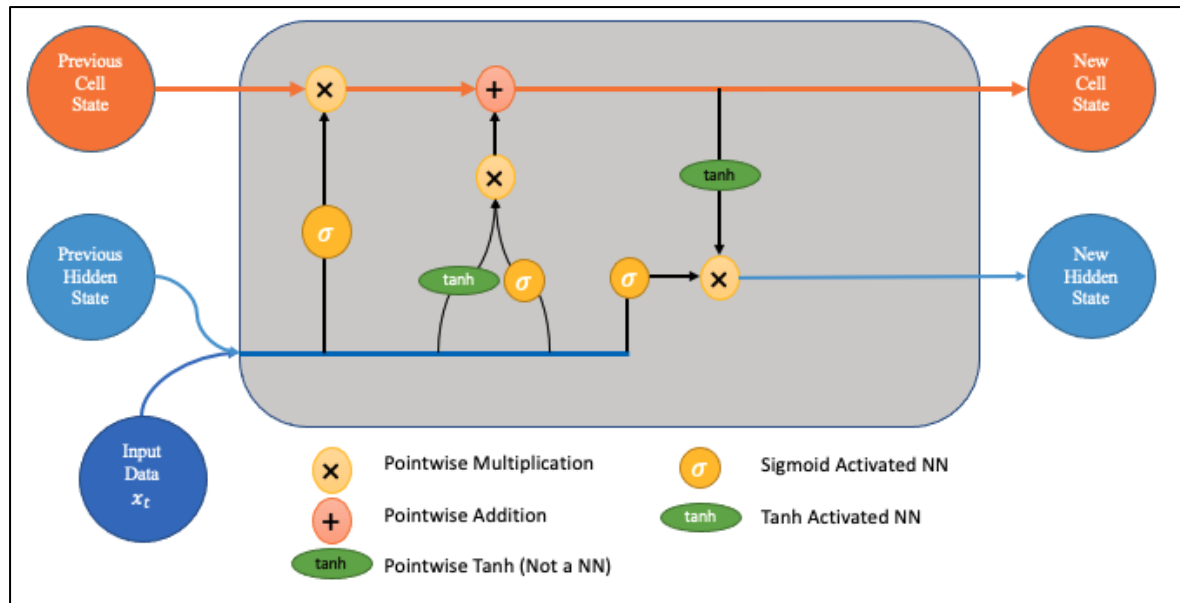 Previous
Cell
State
New
Cell
State
×
+
×
tanh
σ
Previous
Hidden
State
tanh
σ
σ
×
New
Hidden
State
Input
Data
x_t
× Pointwise Multiplication
σ Sigmoid Activated NN
+ Pointwise Addition
tanh Tanh Activated NN
tanh Pointwise Tanh (Not a NN)